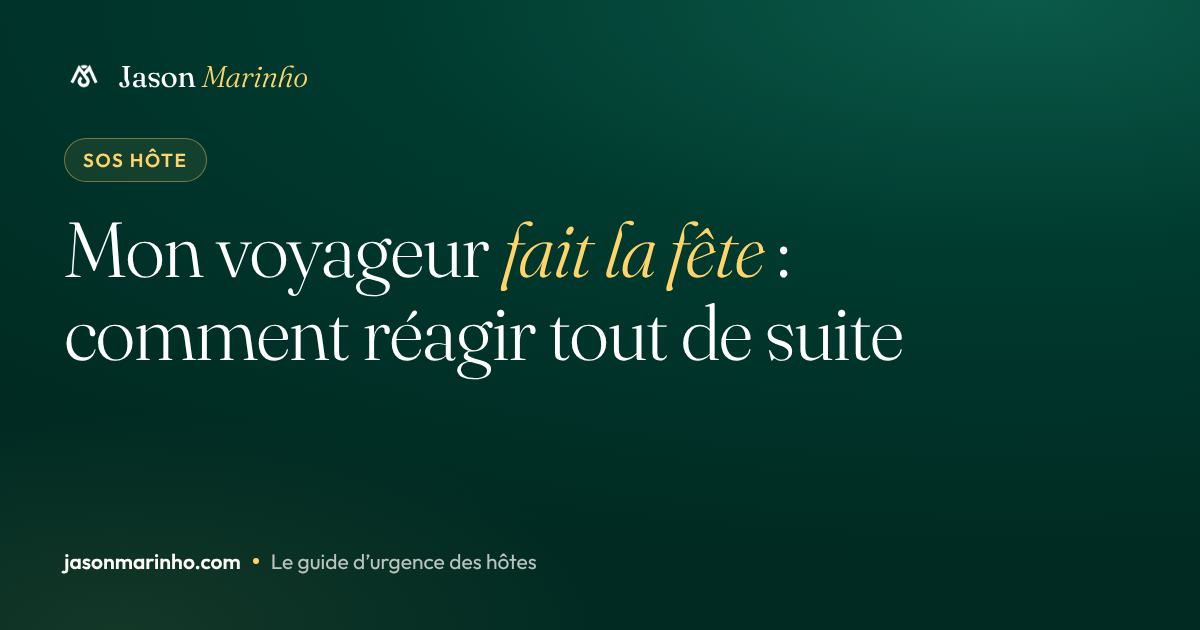 Jason Marinho
SOS HÔTE
Mon voyageur fait la fête :
comment réagir tout de suite
jasonmarinho.com • Le guide d’urgence des hôtes